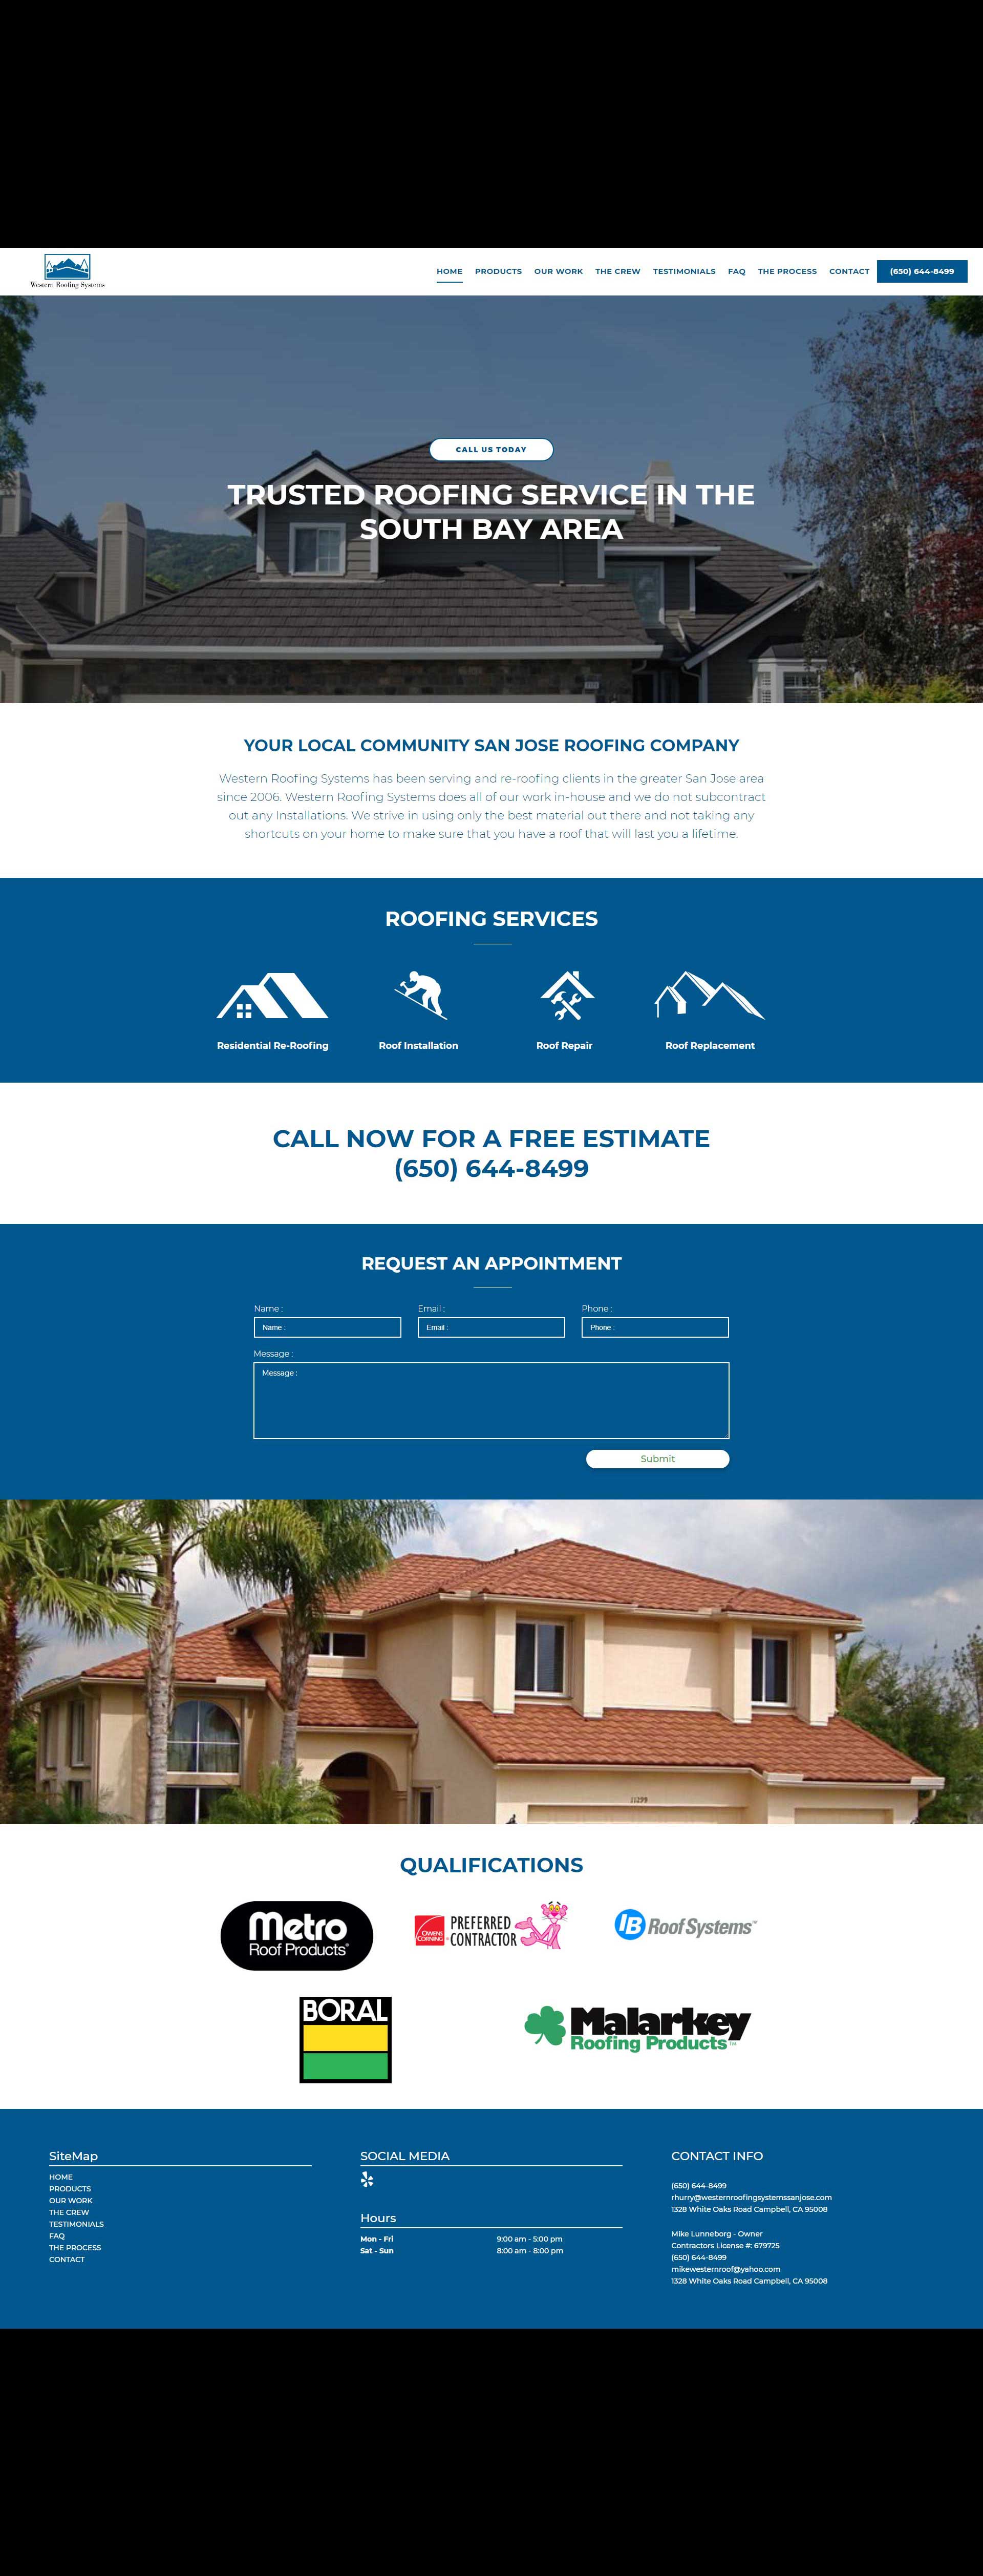 Western Roofing Systems
HOME PRODUCTS OUR WORK THE CREW TESTIMONIALS FAQ THE PROCESS CONTACT (650) 644-8499
CALL US TODAY
TRUSTED ROOFING SERVICE IN THE
SOUTH BAY AREA
YOUR LOCAL COMMUNITY SAN JOSE ROOFING COMPANY
Western Roofing Systems has been serving and re-roofing clients in the greater San Jose area
since 2006. Western Roofing Systems does all of our work in-house and we do not subcontract
out any Installations. We strive in using only the best material out there and not taking any
shortcuts on your home to make sure that you have a roof that will last you a lifetime.
ROOFING SERVICES
Residential Re-Roofing Roof Installation Roof Repair Roof Replacement
CALL NOW FOR A FREE ESTIMATE
(650) 644-8499
REQUEST AN APPOINTMENT
Name : Email : Phone :
Name : Email : Phone :
Message :
Message :
Submit
11299
QUALIFICATIONS
Metro
Roof Products®
OWENS CORNING PREFERRED CONTRACTOR
IB Roof Systems™
BORAL
Malarkey
Roofing Products™
SiteMap
HOME
PRODUCTS
OUR WORK
THE CREW
TESTIMONIALS
FAQ
THE PROCESS
CONTACT
SOCIAL MEDIA
Hours
Mon - Fri 9:00 am - 5:00 pm
Sat - Sun 8:00 am - 8:00 pm
CONTACT INFO
(650) 644-8499
rhurry@westernroofingsystemssanjose.com
1328 White Oaks Road Campbell, CA 95008
Mike Lunneborg - Owner
Contractors License #: 679725
(650) 644-8499
mikewesternroof@yahoo.com
1328 White Oaks Road Campbell, CA 95008